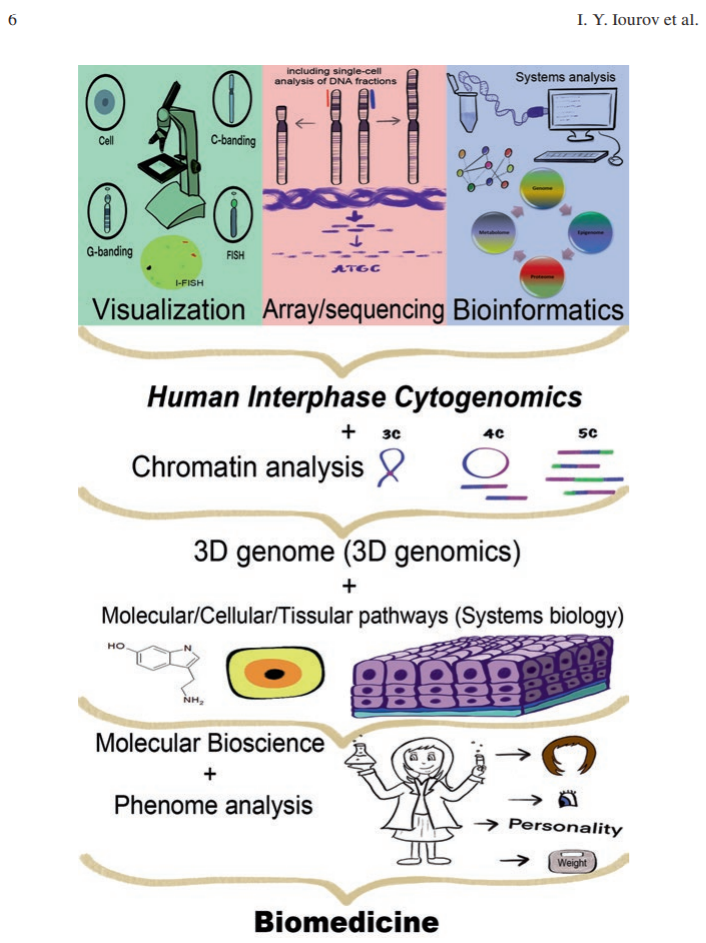 6
I. Y. Iourov et al.
Cell
C-banding
G-banding
FISH
I-FISH
Visualization
including single-cell
analysis of DNA fractions
ATGC
Array/sequencing
Systems analysis
Genome
Metabolome
Epigenome
Proteome
Bioinformatics
Human Interphase Cytogenomics
+
3C 4C 5C
Chromatin analysis
3D genome (3D genomics)
+
Molecular/Cellular/Tissular pathways (Systems biology)
HO
N
NH2
Molecular Bioscience
+
Phenome analysis
Personality
Weight
Biomedicine